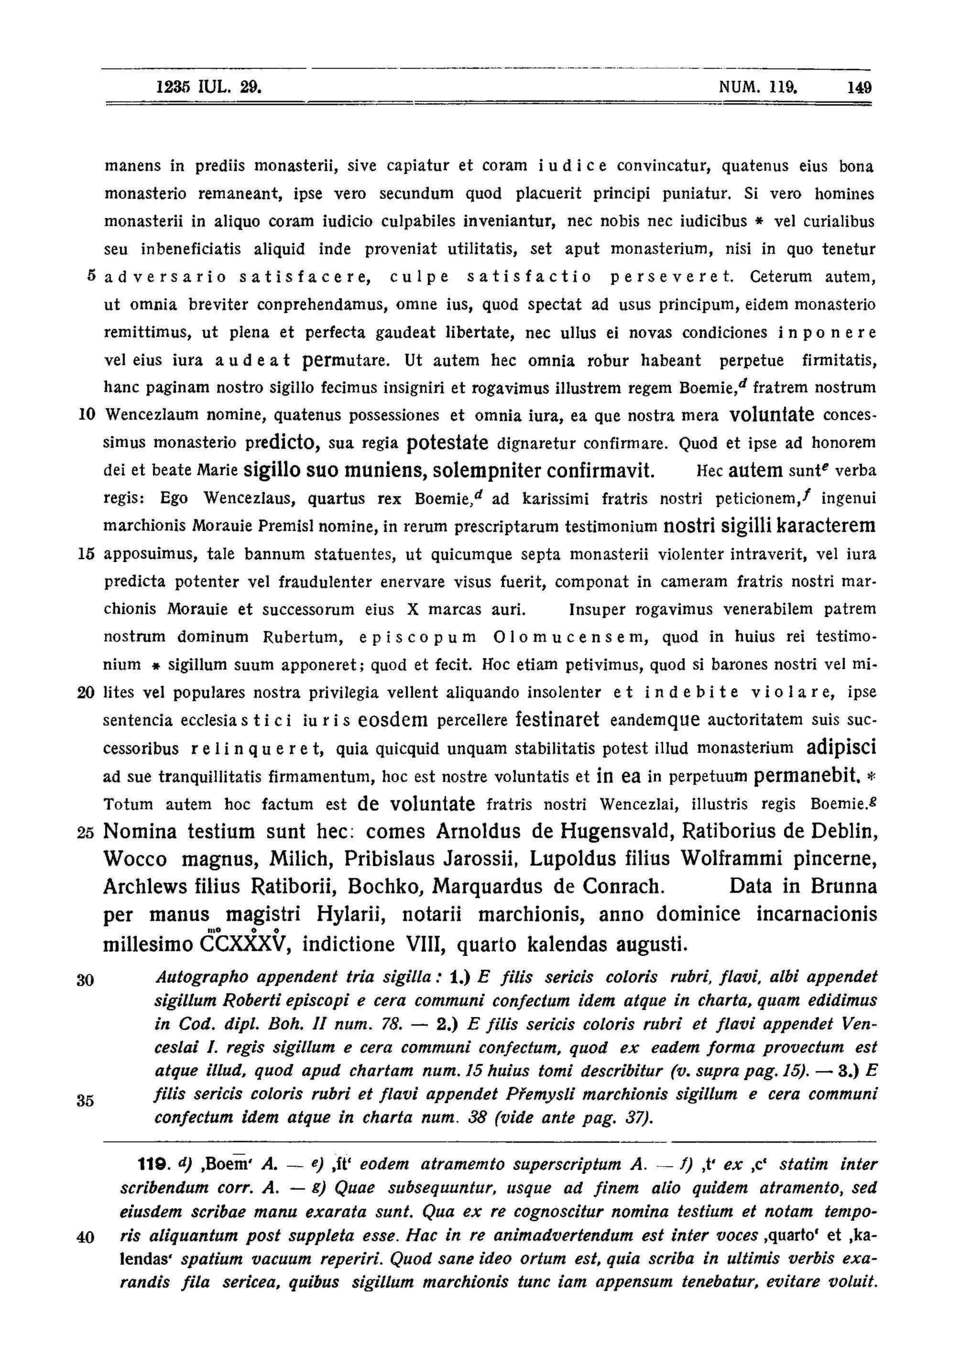 1235 IUL. 29. NUM. 119. 149
manens in prediis monasterii, sive capiatur et coram iudice convincatur, quatenus eius bona
monasterio remaneant, ipse vero secundum quod placuerit principi puniatur. Si vero homines
monasterii in aliquo coram iudicio culpabiles inveniantur, nec nobis nec iudicibus * vel curialibus
seu inbeneficiatis aliquid inde proveniat utilitatis, set aput monasterium, nisi in quo tenetur
5 adversario satisfacere, culpe satisfactio perseveret. Ceterum autem,
ut omnia breviter conprehendamus, omne ius, quod spectat ad usus principum, eidem monasterio
remittimus, ut plena et perfecta gaudeat libertate, nec ullus ei novas condiciones inponere
vel eius iura audeat permutare. Ut autem hec omnia robur habeant perpetue firmitatis,
hanc paginam nostro sigillo fecimus insigniri et rogavimus illustrem regem Boemie,d fratrem nostrum
10 Wencezlaum nomine, quatenus possessiones et omnia iura, ea que nostra mera voluntate conces-
simus monasterio predicto, sua regia potestate dignaretur confirmare. Quod et ipse ad honorem
dei et beate Marie sigillo suo muniens, solempniter confirmavit. Hec autem sunte verba
regis: Ego Wencezlaus, quartus rex Boemie,d ad karissimi fratris nostri peticionem,f ingenui
marchionis Morauie Premisl nomine, in rerum prescriptarum testimonium nostri sigilli karacterem
15 apposuimus, tale bannum statuentes, ut quicumque septa monasterii violenter intraverit, vel iura
predicta potenter vel fraudulenter enervare visus fuerit, componat in cameram fratris nostri mar-
chionis Morauie et successorum eius X marcas auri. Insuper rogavimus venerabilem patrem
nostrum dominum Rubertum, episcopum Olomucensem, quod in huius rei testimo-
nium * sigillum suum apponeret; quod et fecit. Hoc etiam petivimus, quod si barones nostri vel mi-
20 lites vel populares nostra privilegia vellent aliquando insolenter et indebite violare, ipse
sentencia ecclesiastici iuris eosdem percellere festinaret eandemque auctoritatem suis suc-
cessoribus relinqueret, quia quicquid unquam stabilitatis potest illud monasterium adipisci
ad sue tranquillitatis firmamentum, hoc est nostre voluntatis et in ea in perpetuum permanebit. *
Totum autem hoc factum est de voluntate fratris nostri Wencezlai, illustris regis Boemie.g
25 Nomina testium sunt hec: comes Arnoldus de Hugensvald, Ratiborius de Deblin,
Wocco magnus, Milich, Pribislaus Jarossii, Lupoldus filius Wolframmi pincerne,
Archlews filius Ratiborii, Bochko, Marquardus de Conrach. Data in Brunna
per manus magistri Hylarii, notarii marchionis, anno dominice incarnacionis
millesimo CCXXXV, indictione VIII, quarto kalendas augusti.
30 Autographo appendent tria sigilla: 1.) E filis sericis coloris rubri, flavi, albi appendet
sigillum Roberti episcopi e cera communi confectum idem atque in charta, quam edidimus
in Cod. dipl. Boh. II num. 78. — 2.) E filis sericis coloris rubri et flavi appendet Ven-
ceslai I. regis sigillum e cera communi confectum, quod ex eadem forma provectum est
atque illud, quod apud chartam num. 15 huius tomi describitur (v. supra pag. 15). — 3.) E
35 filis sericis coloris rubri et flavi appendet Přemysli marchionis sigillum e cera communi
confectum idem atque in charta num. 38 (vide ante pag. 37).
119. d) ‚Boem̄‘ A. — e) ‚ſt‘ eodem atramemto superscriptum A. — f) ‚t‘ ex ‚c‘ statim inter
scribendum corr. A. — g) Quae subsequuntur, usque ad finem alio quidem atramento, sed
eiusdem scribae manu exarata sunt. Qua ex re cognoscitur nomina testium et notam tempo-
40 ris aliquantum post suppleta esse. Hac in re animadvertendum est inter voces ‚quarto‘ et ‚ka-
lendas‘ spatium vacuum reperiri. Quod sane ideo ortum est, quia scriba in ultimis verbis exa-
randis fila sericea, quibus sigillum marchionis tunc iam appensum tenebatur, evitare voluit.